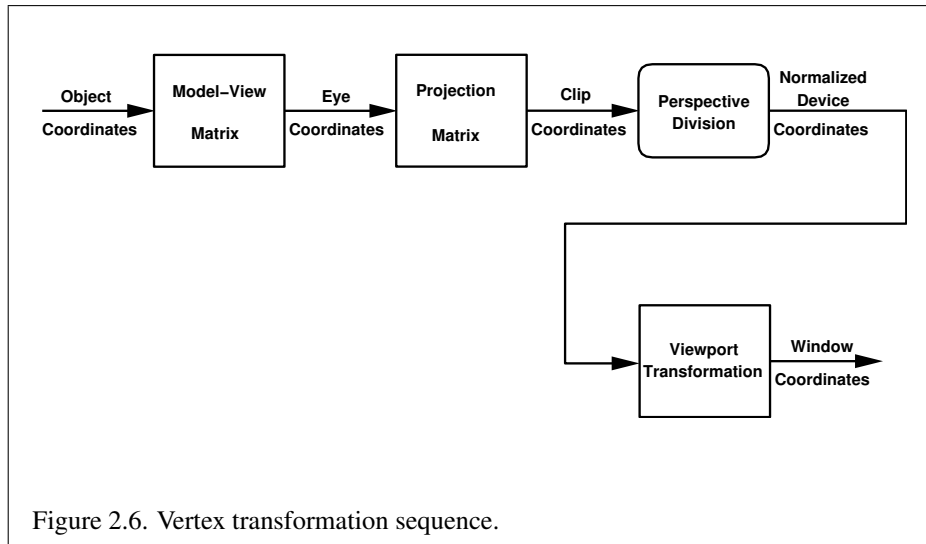 Object
Coordinates
Model-View
Matrix
Eye
Coordinates
Projection
Matrix
Clip
Coordinates
Perspective
Division
Normalized
Device
Coordinates
Viewport
Transformation
Window
Coordinates
Figure 2.6. Vertex transformation sequence.